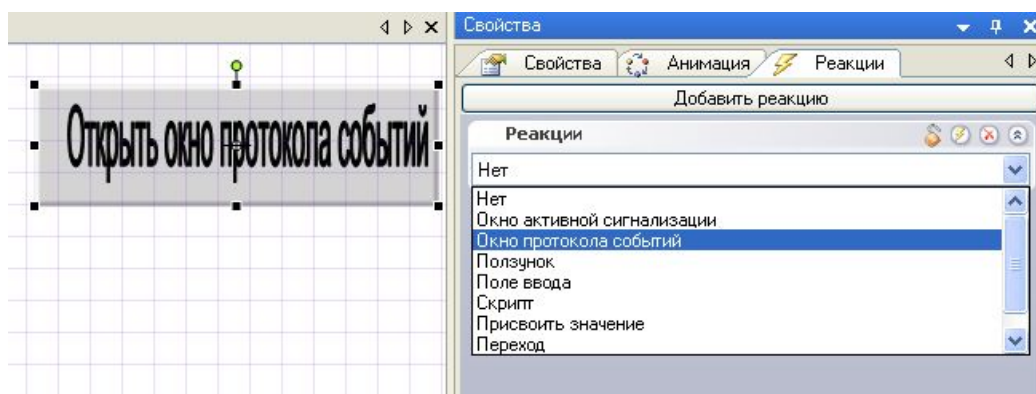 Свойства
Свойства Анимация Реакции
Добавить реакцию
Открыть окно протокола событий
Реакции
Нет
Нет
Окно активной сигнализации
Окно протокола событий
Ползунок
Поле ввода
Скрипт
Присвоить значение
Переход